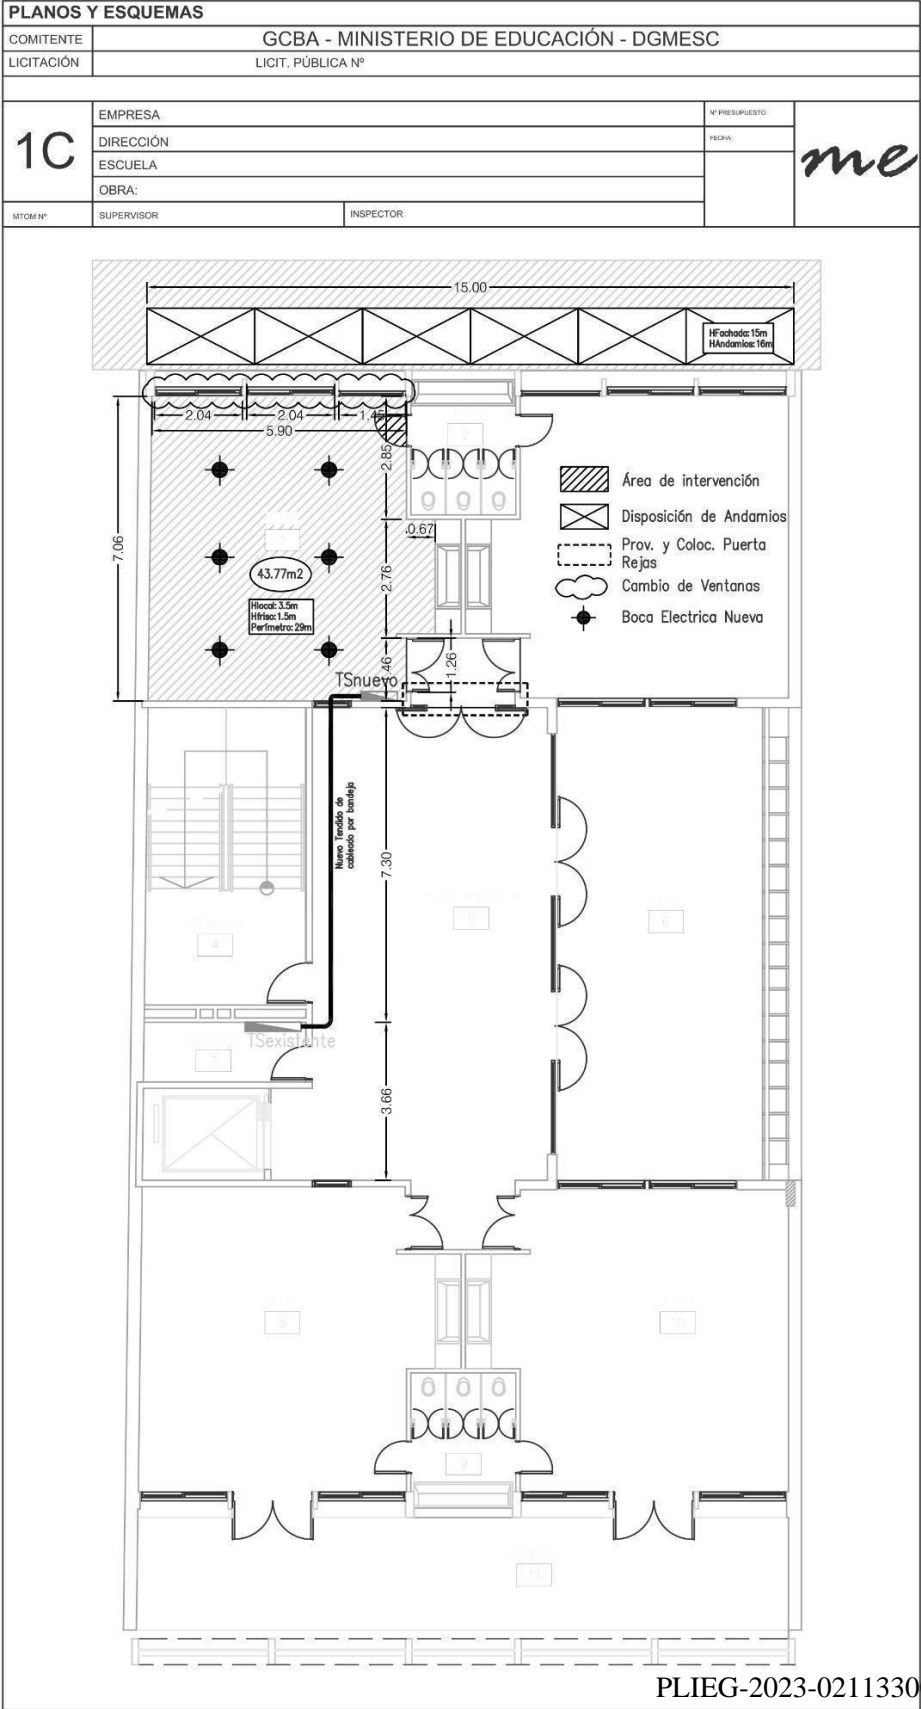 PLANOS Y ESQUEMAS
COMITENTE
GCBA - MINISTERIO DE EDUCACIÓN - DGMESC
LICITACIÓN
LICIT. PÚBLICA Nº
1C
EMPRESA
Nº PRESUPUESTO
DIRECCIÓN
FECHA
ESCUELA
OBRA:
me
MTOM Nº
SUPERVISOR
INSPECTOR
15.00
HFachada: 15m
HAndamios: 16m
2.04
2.04
1.45
5.90
2
2.85
7.06
Área de intervención
Disposición de Andamios
Prov. y Coloc. Puerta
Rejas
Cambio de Ventanas
Boca Electrica Nueva
0.67
1
43.77m2
2.76
Hlocal: 3.5m
Hfriso: 1.5m
Perímetro: 29m
1.26
TSnuevo
Nuevo Tendido de
cableado por bandeja
7.30
5
6
4
TSexistente
7
3.66
8
10
9
11
PLIEG-2023-0211330